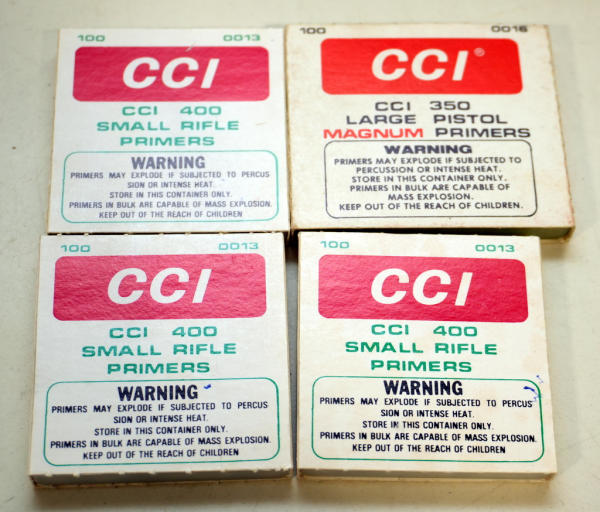 100 0013
CCI
CCI 400
SMALL RIFLE
PRIMERS
WARNING
PRIMERS MAY EXPLODE IF SUBJECTED TO PERCUS
SION OR INTENSE HEAT.
STORE IN THIS CONTAINER ONLY.
PRIMERS IN BULK ARE CAPABLE OF MASS EXPLOSION.
KEEP OUT OF THE REACH OF CHILDREN
100 0016
CCI®
CCI 350
LARGE PISTOL
MAGNUM PRIMERS
WARNING
PRIMERS MAY EXPLODE IF SUBJECTED TO
PERCUSSION OR INTENSE HEAT.
STORE IN THIS CONTAINER ONLY.
PRIMERS IN BULK ARE CAPABLE OF
MASS EXPLOSION.
KEEP OUT OF THE REACH OF CHILDREN.
100 0013
CCI
CCI 400
SMALL RIFLE
PRIMERS
WARNING
PRIMERS MAY EXPLODE IF SUBJECTED TO PERCUS
SION OR INTENSE HEAT.
STORE IN THIS CONTAINER ONLY.
PRIMERS IN BULK ARE CAPABLE OF MASS EXPLOSION.
KEEP OUT OF THE REACH OF CHILDREN
100 0013
CCI
CCI 400
SMALL RIFLE
PRIMERS
WARNING
PRIMERS MAY EXPLODE IF SUBJECTED TO PERCUS
SION OR INTENSE HEAT.
STORE IN THIS CONTAINER ONLY.
PRIMERS IN BULK ARE CAPABLE OF MASS EXPLOSION.
KEEP OUT OF THE REACH OF CHILDREN